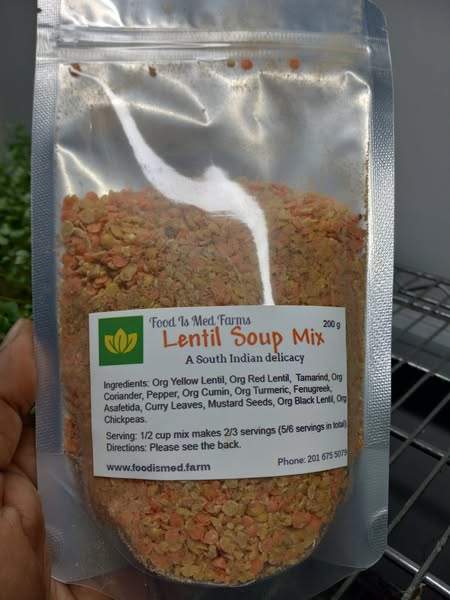 Food Is Med Farms
200 g
Lentil Soup Mix
A South Indian delicacy
Ingredients: Org Yellow Lentil, Org Red Lentil, Tamarind, Org
Coriander, Pepper, Org Cumin, Org Turmeric, Fenugreek,
Asafetida, Curry Leaves, Mustard Seeds, Org Black Lentil, Org
Chickpeas.
Serving: 1/2 cup mix makes 2/3 servings (5/6 servings in total)
Directions: Please see the back.
www.foodismed.farm
Phone: 201 675 5079